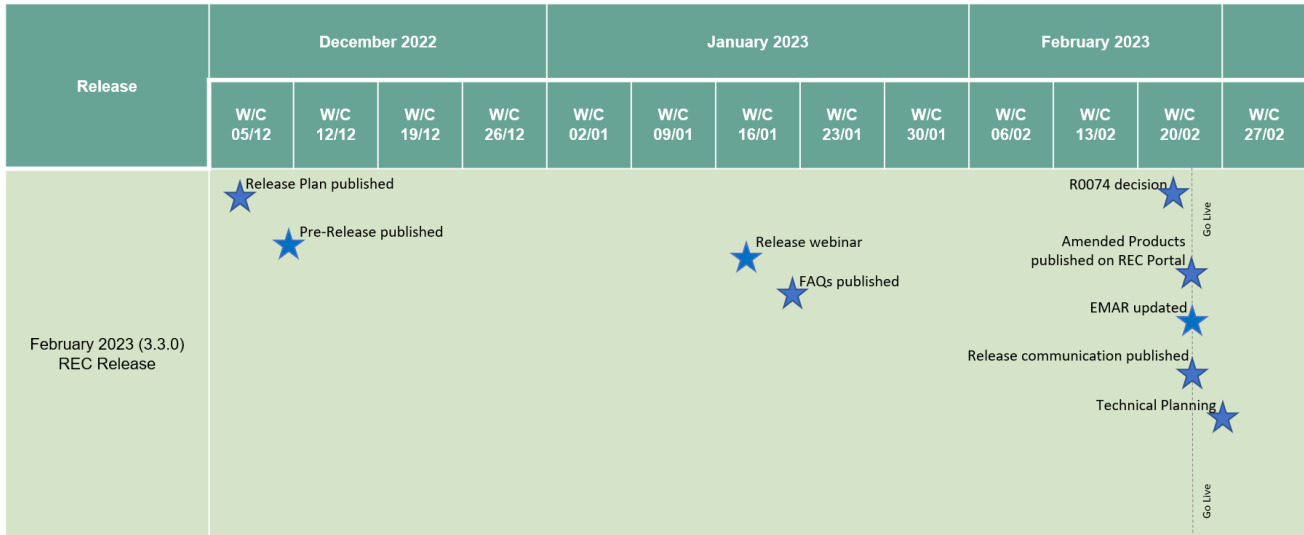 Release
December 2022
January 2023
February 2023
W/C
05/12
W/C
12/12
W/C
19/12
W/C
26/12
W/C
02/01
W/C
09/01
W/C
16/01
W/C
23/01
W/C
30/01
W/C
06/02
W/C
13/02
W/C
20/02
W/C
27/02
February 2023 (3.3.0)
REC Release
Release Plan published
Pre-Release published
Release webinar
FAQs published
R0074 decision
Go Live
Amended Products
published on REC Portal
EMAR updated
Release communication published
Technical Planning
Go Live